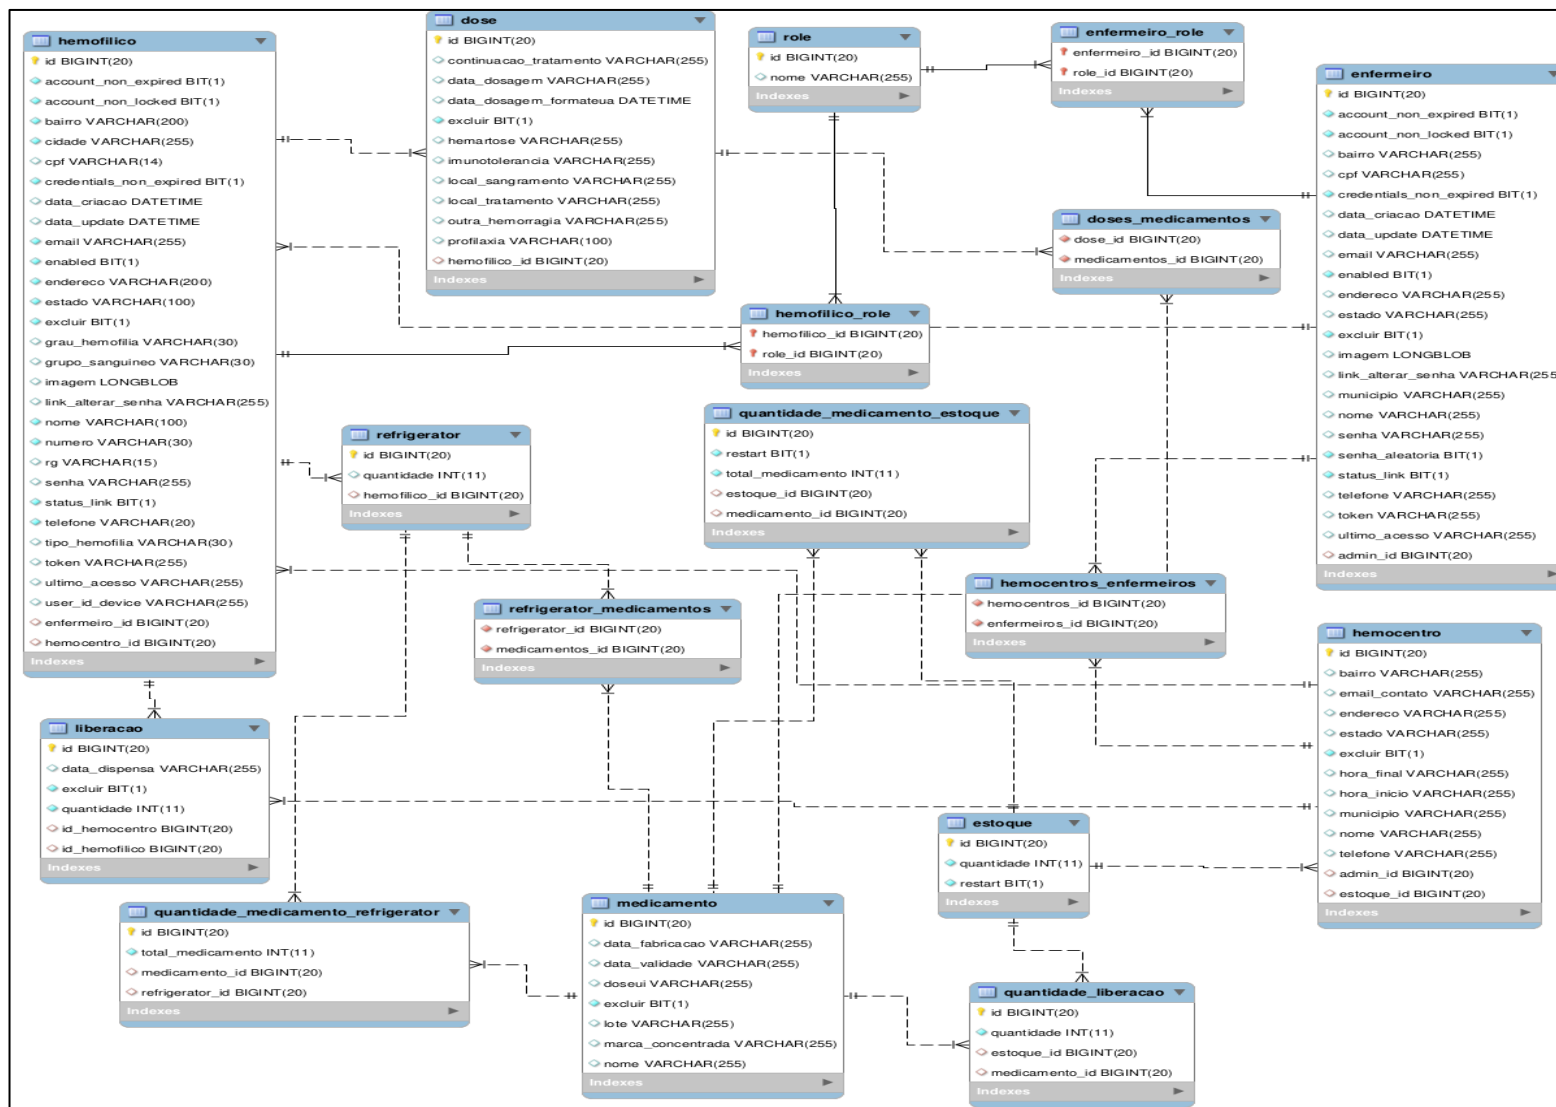 hemofilico
id BIGINT(20)
account_non_expired BIT(1)
account_non_locked BIT(1)
bairro VARCHAR(200)
cidade VARCHAR(255)
cpf VARCHAR(14)
credentials_non_expired BIT(1)
data_criacao DATETIME
data_update DATETIME
email VARCHAR(255)
enabled BIT(1)
endereco VARCHAR(200)
estado VARCHAR(100)
excluir BIT(1)
grau_hemofilia VARCHAR(30)
grupo_sanguineo VARCHAR(30)
imagem LONGBLOB
link_alterar_senha VARCHAR(255)
nome VARCHAR(100)
numero VARCHAR(30)
rg VARCHAR(15)
senha VARCHAR(255)
status_link BIT(1)
telefone VARCHAR(20)
tipo_hemofilia VARCHAR(30)
token VARCHAR(255)
ultimo_acesso VARCHAR(255)
user_id_device VARCHAR(255)
enfermeiro_id BIGINT(20)
hemocentro_id BIGINT(20)
Indexes
dose
id BIGINT(20)
continuacao_tratamento VARCHAR(255)
data_dosagem VARCHAR(255)
data_dosagem_formateua DATETIME
excluir BIT(1)
hemartose VARCHAR(255)
imunotolerancia VARCHAR(255)
local_sangramento VARCHAR(255)
local_tratamento VARCHAR(255)
outra_hemorragia VARCHAR(255)
profilaxia VARCHAR(100)
hemofilico_id BIGINT(20)
Indexes
role
id BIGINT(20)
nome VARCHAR(255)
Indexes
enfermeiro_role
enfermeiro_id BIGINT(20)
role_id BIGINT(20)
Indexes
enfermeiro
id BIGINT(20)
account_non_expired BIT(1)
account_non_locked BIT(1)
bairro VARCHAR(255)
cpf VARCHAR(255)
credentials_non_expired BIT(1)
data_criacao DATETIME
data_update DATETIME
email VARCHAR(255)
enabled BIT(1)
endereco VARCHAR(255)
estado VARCHAR(255)
excluir BIT(1)
imagem LONGBLOB
link_alterar_senha VARCHAR(255
municipio VARCHAR(255)
nome VARCHAR(255)
senha VARCHAR(255)
senha_aleatoria BIT(1)
status_link BIT(1)
telefone VARCHAR(255)
token VARCHAR(255)
ultimo_acesso VARCHAR(255)
admin_id BIGINT(20)
Indexes
doses_medicamentos
dose_id BIGINT(20)
medicamentos_id BIGINT(20)
Indexes
hemofilico_role
hemofilico_id BIGINT(20)
role_id BIGINT(20)
Indexes
refrigerator
id BIGINT(20)
quantidade INT(11)
hemofilico_id BIGINT(20)
Indexes
quantidade_medicamento_estoque
id BIGINT(20)
restart BIT(1)
total_medicamento INT(11)
estoque_id BIGINT(20)
medicamento_id BIGINT(20)
Indexes
refrigerator_medicamentos
refrigerator_id BIGINT(20)
medicamentos_id BIGINT(20)
Indexes
hemocentros_enfermeiros
hemocentros_id BIGINT(20)
enfermeiros_id BIGINT(20)
Indexes
hemocentro
id BIGINT(20)
bairro VARCHAR(255)
email_contato VARCHAR(255)
endereco VARCHAR(255)
estado VARCHAR(255)
excluir BIT(1)
hora_final VARCHAR(255)
hora_inicio VARCHAR(255)
municipio VARCHAR(255)
nome VARCHAR(255)
telefone VARCHAR(255)
admin_id BIGINT(20)
estoque_id BIGINT(20)
Indexes
liberacao
id BIGINT(20)
data_dispensa VARCHAR(255)
excluir BIT(1)
quantidade INT(11)
id_hemocentro BIGINT(20)
id_hemofilico BIGINT(20)
Indexes
estoque
id BIGINT(20)
quantidade INT(11)
restart BIT(1)
Indexes
quantidade_medicamento_refrigerator
id BIGINT(20)
total_medicamento INT(11)
medicamento_id BIGINT(20)
refrigerator_id BIGINT(20)
Indexes
medicamento
id BIGINT(20)
data_fabricacao VARCHAR(255)
data_validade VARCHAR(255)
doseui VARCHAR(255)
excluir BIT(1)
lote VARCHAR(255)
marca_concentrada VARCHAR(255)
nome VARCHAR(255)
Indexes
quantidade_liberacao
id BIGINT(20)
quantidade INT(11)
estoque_id BIGINT(20)
medicamento_id BIGINT(20)
Indexes